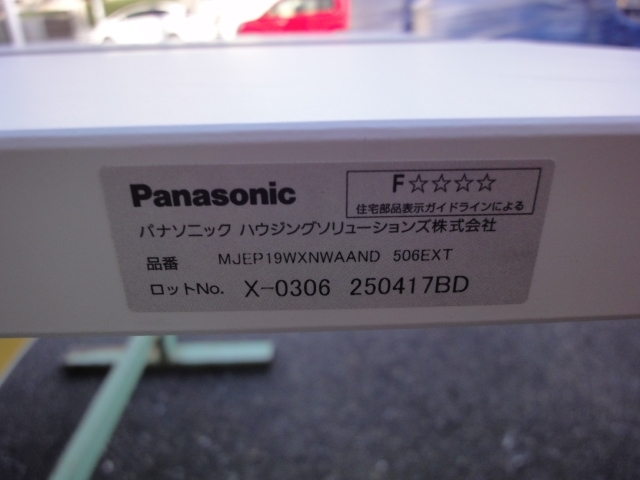 Panasonic
F☆☆☆☆
住宅部品表示ガイドラインによる
パナソニック ハウジングソリューションズ株式会社
品番 MJEP19WXNWAAND 506EXT
ロットNo. X-0306 250417BD